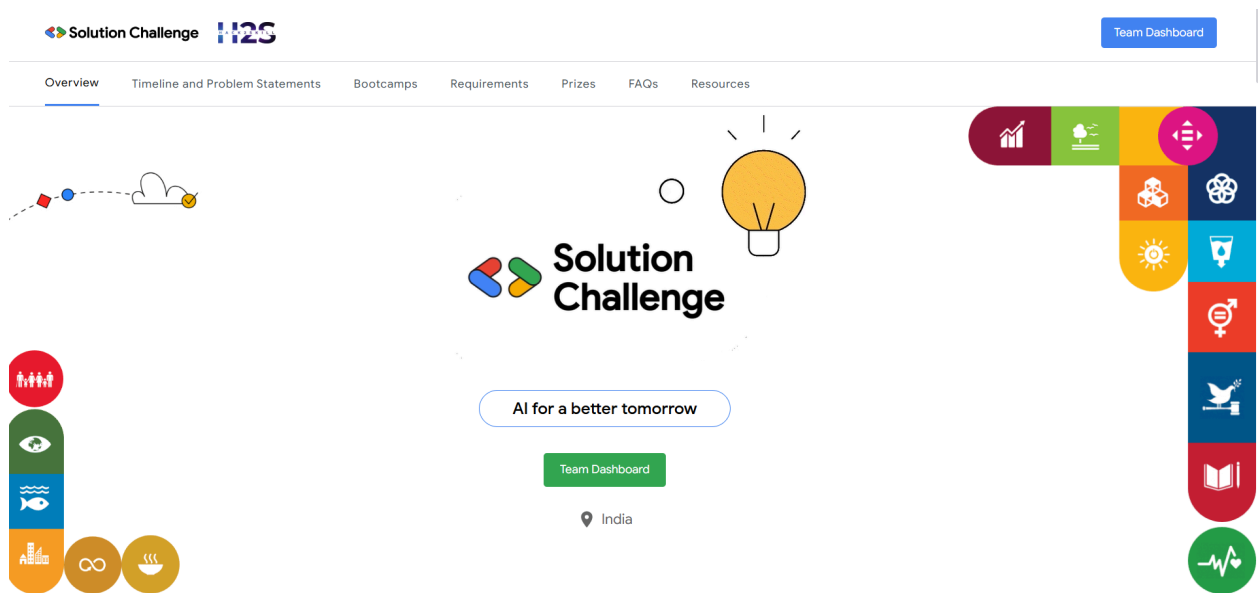 Solution Challenge H2S
HACK2SKILL
Team Dashboard
Overview Timeline and Problem Statements Bootcamps Requirements Prizes FAQs Resources
Solution
Challenge
AI for a better tomorrow
Team Dashboard
India